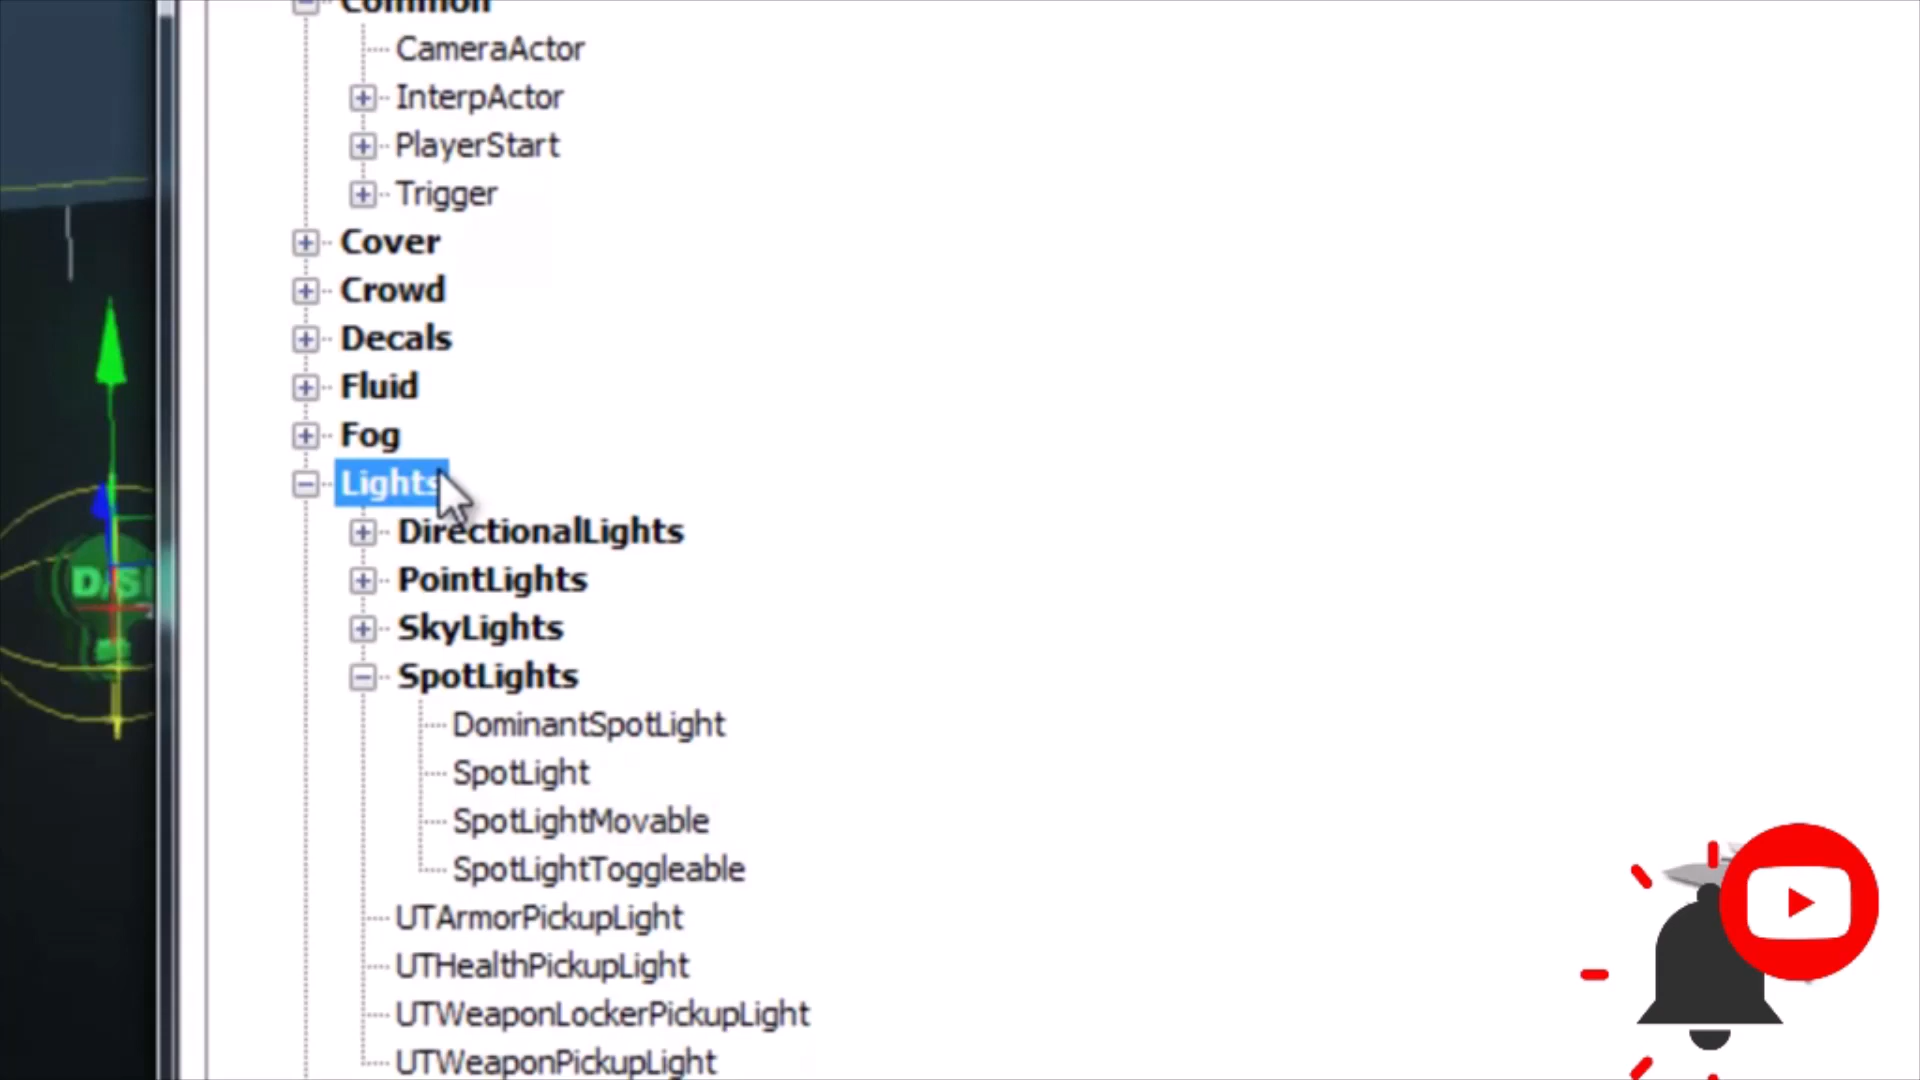 Common
CameraActor
InterpActor
PlayerStart
Trigger
Cover
Crowd
Decals
Fluid
Fog
Lights
DirectionalLights
PointLights
SkyLights
SpotLights
DominantSpotLight
SpotLight
SpotLightMovable
SpotLightToggleable
UTArmorPickupLight
UTHealthPickupLight
UTWeaponLockerPickupLight
UTWeaponPickupLight